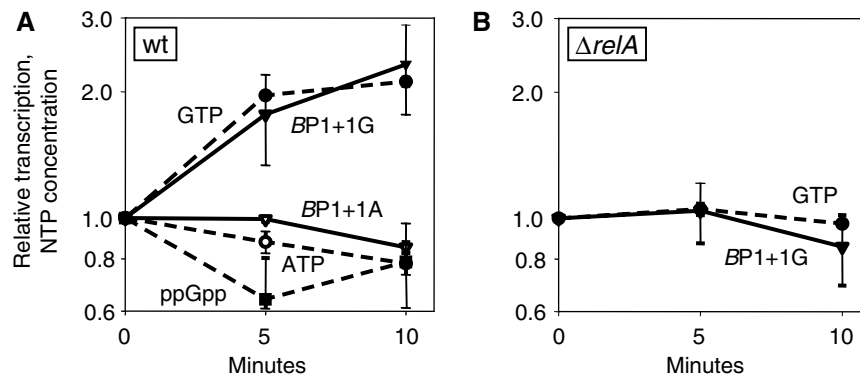 A
wt
Relative transcription,
NTP concentration
3.0
2.0
1.0
0.8
0.6
GTP
BP1+1G
BP1+1A
ATP
ppGpp
0
5
10
Minutes
B
ΔrelA
3.0
2.0
1.0
0.8
0.6
GTP
BP1+1G
0
5
10
Minutes